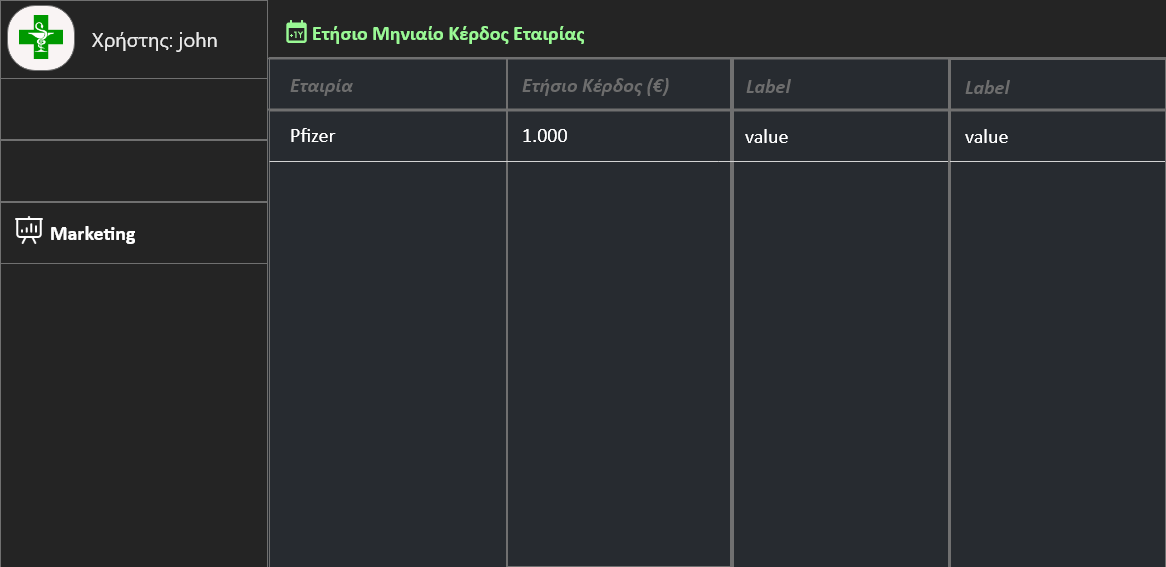 Χρήστης: john
+1Y Ετήσιο Μηνιαίο Κέρδος Εταιρίας
Εταιρία Ετήσιο Κέρδος (€) Label Label
Pfizer 1.000 value value
Marketing